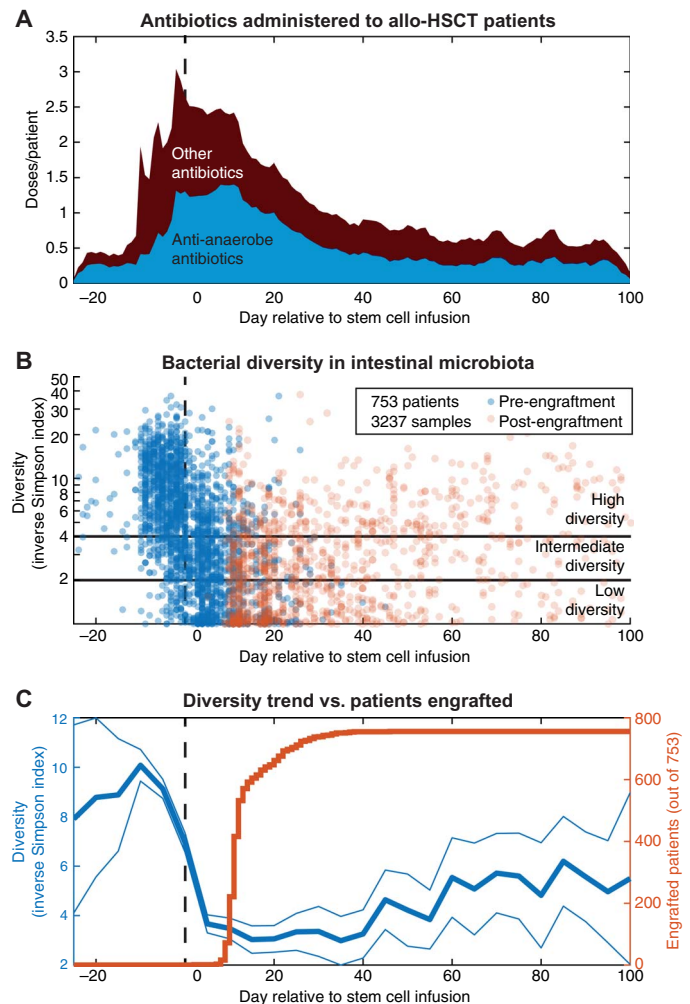 A
Antibiotics administered to allo-HSCT patients
Doses/patient
3.5
3
2.5
2
1.5
1
0.5
0
Other
antibiotics
Anti-anaerobe
antibiotics
–20 0 20 40 60 80 100
Day relative to stem cell infusion
B
Bacterial diversity in intestinal microbiota
Diversity
(inverse Simpson index)
50
40
30
20
10
8
6
4
2
753 patients
3237 samples
Pre-engraftment
Post-engraftment
High
diversity
Intermediate
diversity
Low
diversity
–20 0 20 40 60 80 100
Day relative to stem cell infusion
C
Diversity trend vs. patients engrafted
Diversity
(inverse Simpson index)
12
10
8
6
4
2
800
600
400
200
0
Engrafted patients (out of 753)
–20 0 20 40 60 80 100
Day relative to stem cell infusion